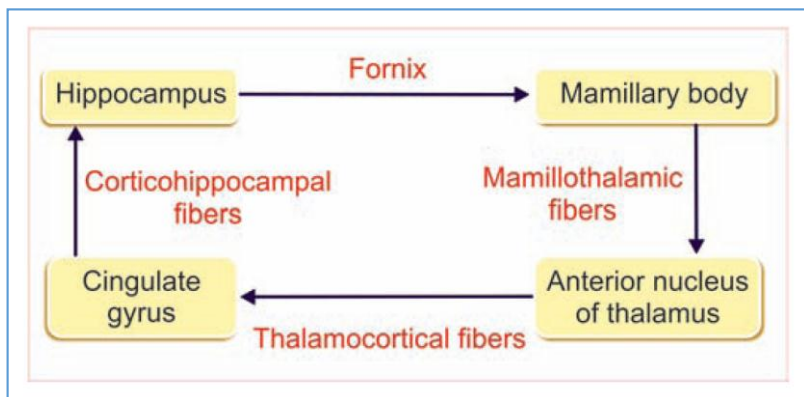 Fornix
Hippocampus
Mamillary body
Corticohippocampal
fibers
Mamillothalamic
fibers
Cingulate
gyrus
Anterior nucleus
of thalamus
Thalamocortical fibers